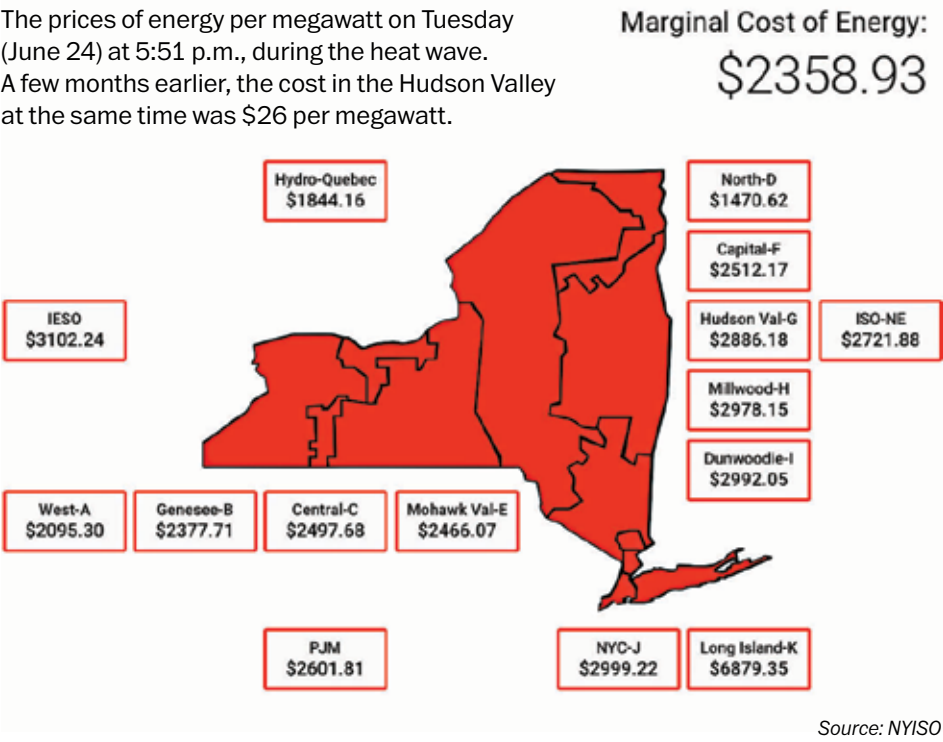 The prices of energy per megawatt on Tuesday
(June 24) at 5:51 p.m., during the heat wave.
A few months earlier, the cost in the Hudson Valley
at the same time was $26 per megawatt.
Marginal Cost of Energy:
$2358.93
Hydro-Quebec
$1844.16
North-D
$1470.62
Capital-F
$2512.17
IESO
$3102.24
Hudson Val-G
$2886.18
ISO-NE
$2721.88
Millwood-H
$2978.15
Dunwoodie-I
$2992.05
West-A
$2095.30
Genesee-B
$2377.71
Central-C
$2497.68
Mohawk Val-E
$2466.07
PJM
$2601.81
NYC-J
$2999.22
Long Island-K
$6879.35
Source: NYISO